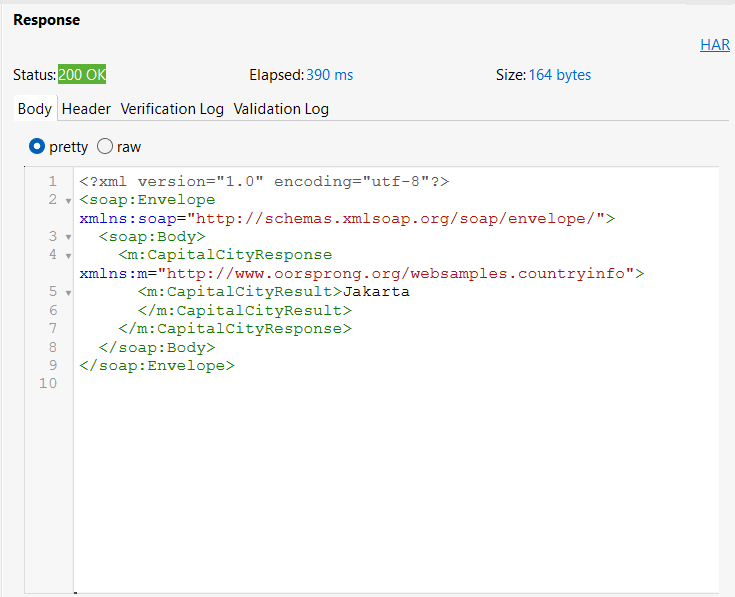 Response
HAR
Status: 200 OK Elapsed: 390 ms Size: 164 bytes
Body Header Verification Log Validation Log
pretty raw
1 <?xml version="1.0" encoding="utf-8"?>
2 <soap:Envelope
xmlns:soap="http://schemas.xmlsoap.org/soap/envelope/">
3 <soap:Body>
4 <m:CapitalCityResponse
xmlns:m="http://www.oorsprong.org/websamples.countryinfo">
5 <m:CapitalCityResult>Jakarta
6 </m:CapitalCityResult>
7 </m:CapitalCityResponse>
8 </soap:Body>
9 </soap:Envelope>
10